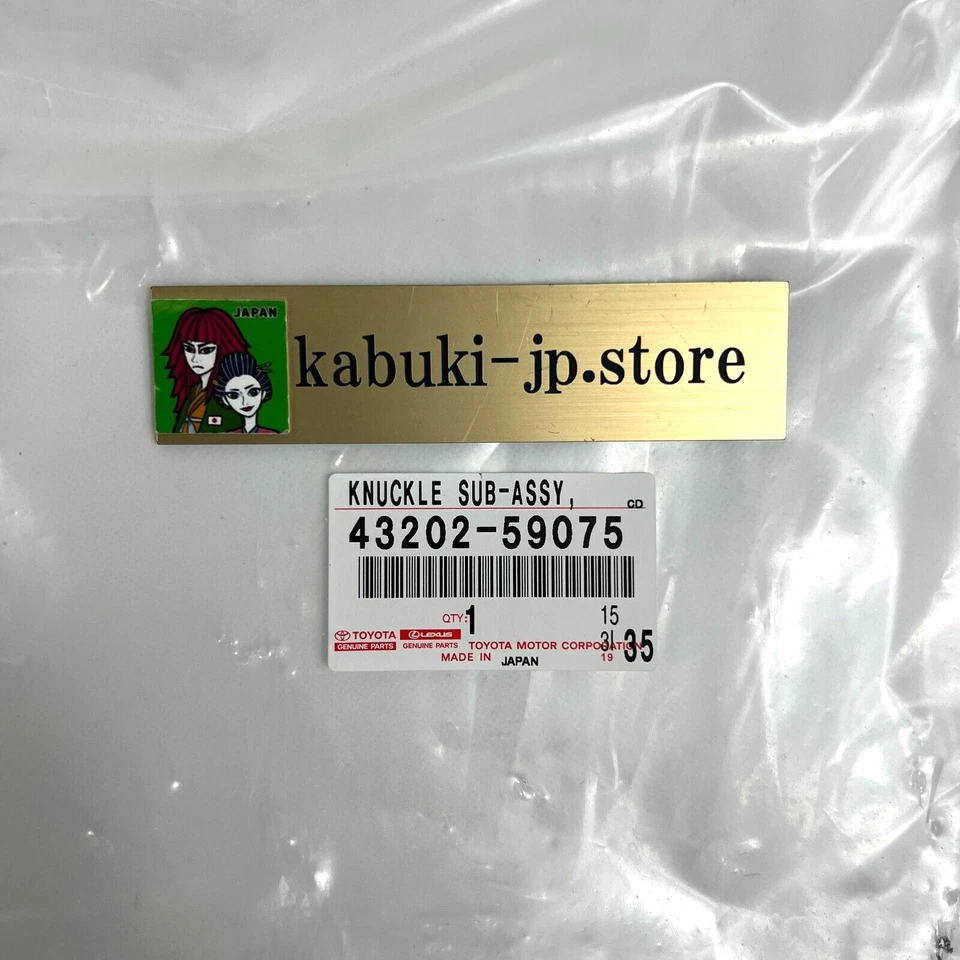 JAPAN
kabuki-jp.store
KNUCKLE SUB-ASSY,
CD
43202-59075
QTY:1
15
TOYOTA LEXUS
3L 35
GENUINE PARTS GENUINE PARTS TOYOTA MOTOR CORPORATION
MADE IN JAPAN
19